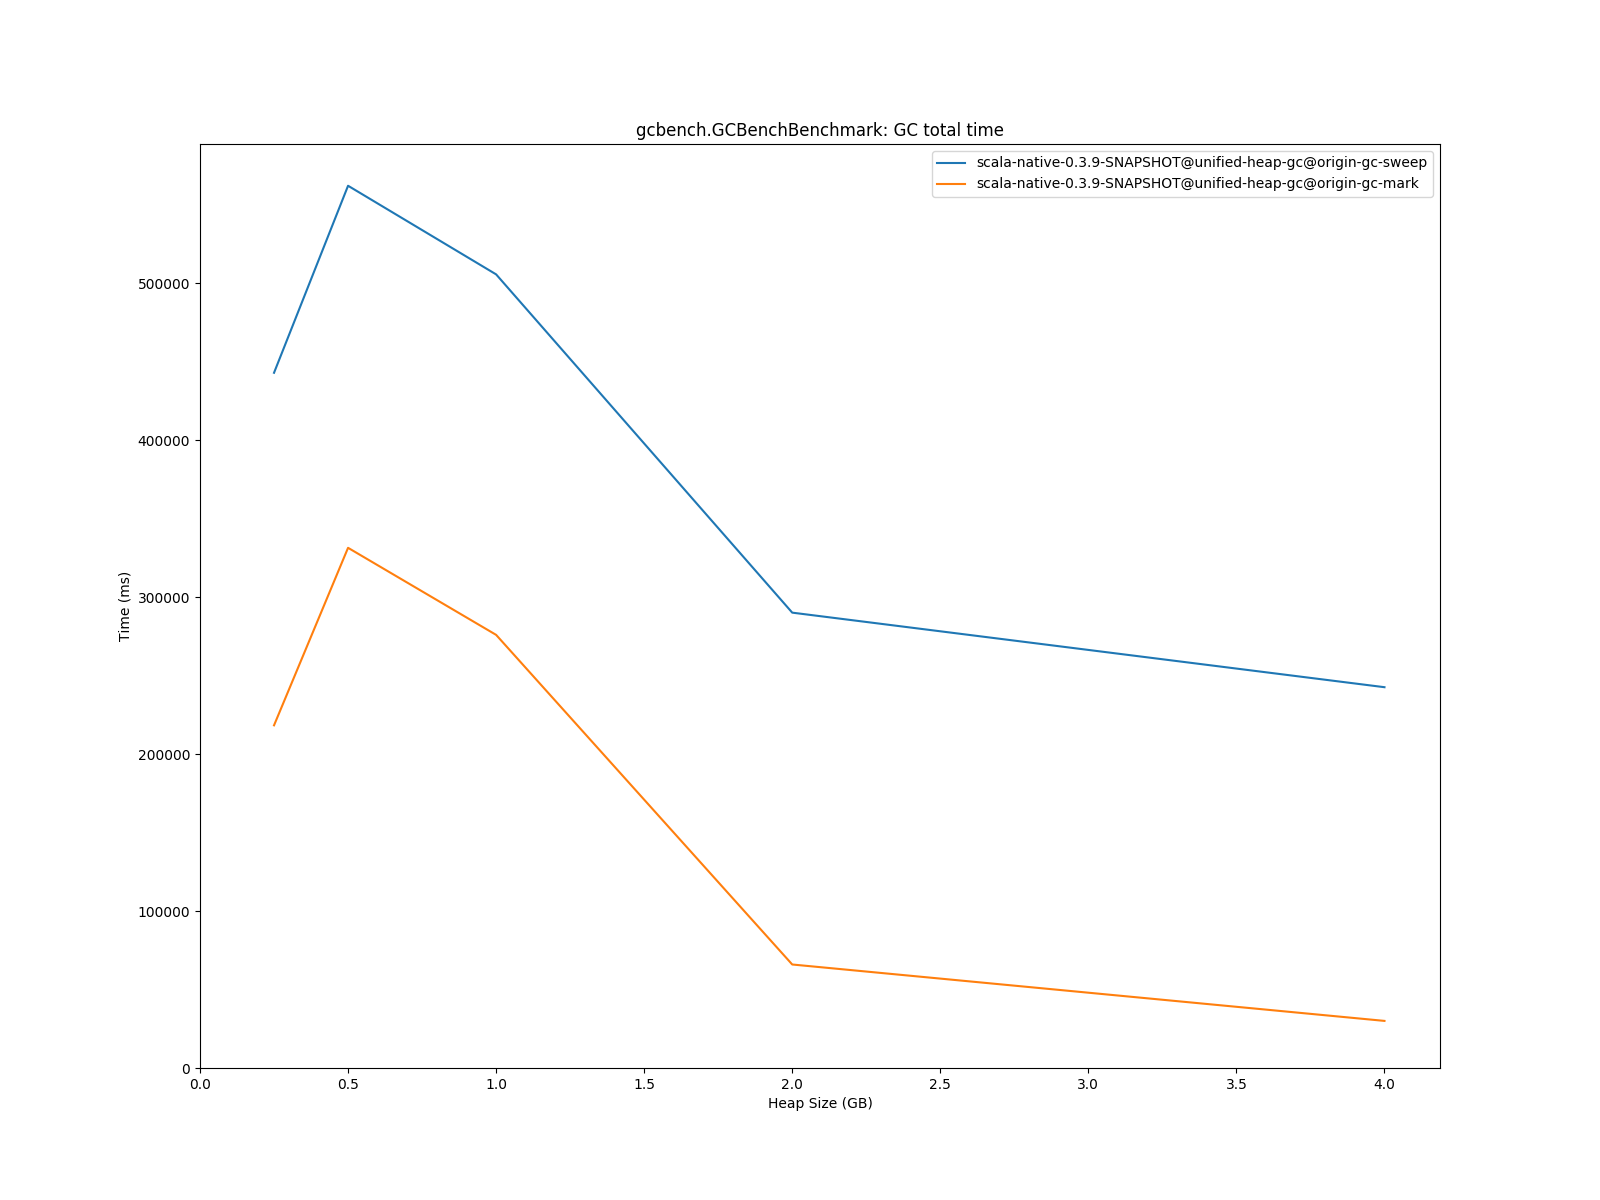 gcbench.GCBenchBenchmark: GC total time
scala-native-0.3.9-SNAPSHOT@unified-heap-gc@origin-gc-sweep
scala-native-0.3.9-SNAPSHOT@unified-heap-gc@origin-gc-mark
500000
400000
300000
200000
100000
0
Time (ms)
0.0 0.5 1.0 1.5 2.0 2.5 3.0 3.5 4.0
Heap Size (GB)